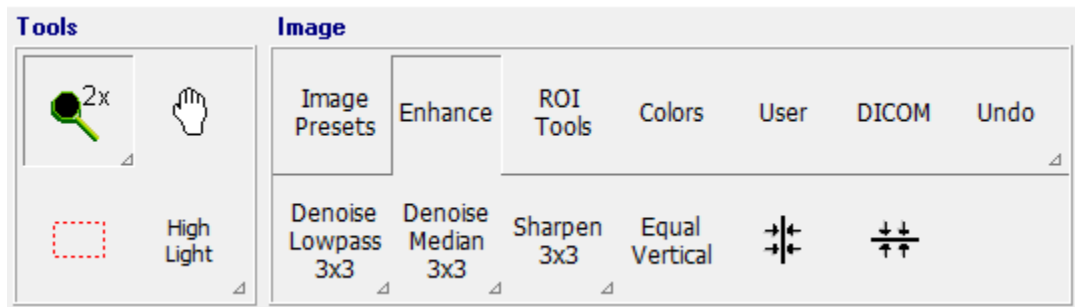 Tools
Image
2x
Image
Presets
Enhance
ROI
Tools
Colors
User
DICOM
Undo
High
Light
Denoise
Lowpass
3x3
Denoise
Median
3x3
Sharpen
3x3
Equal
Vertical